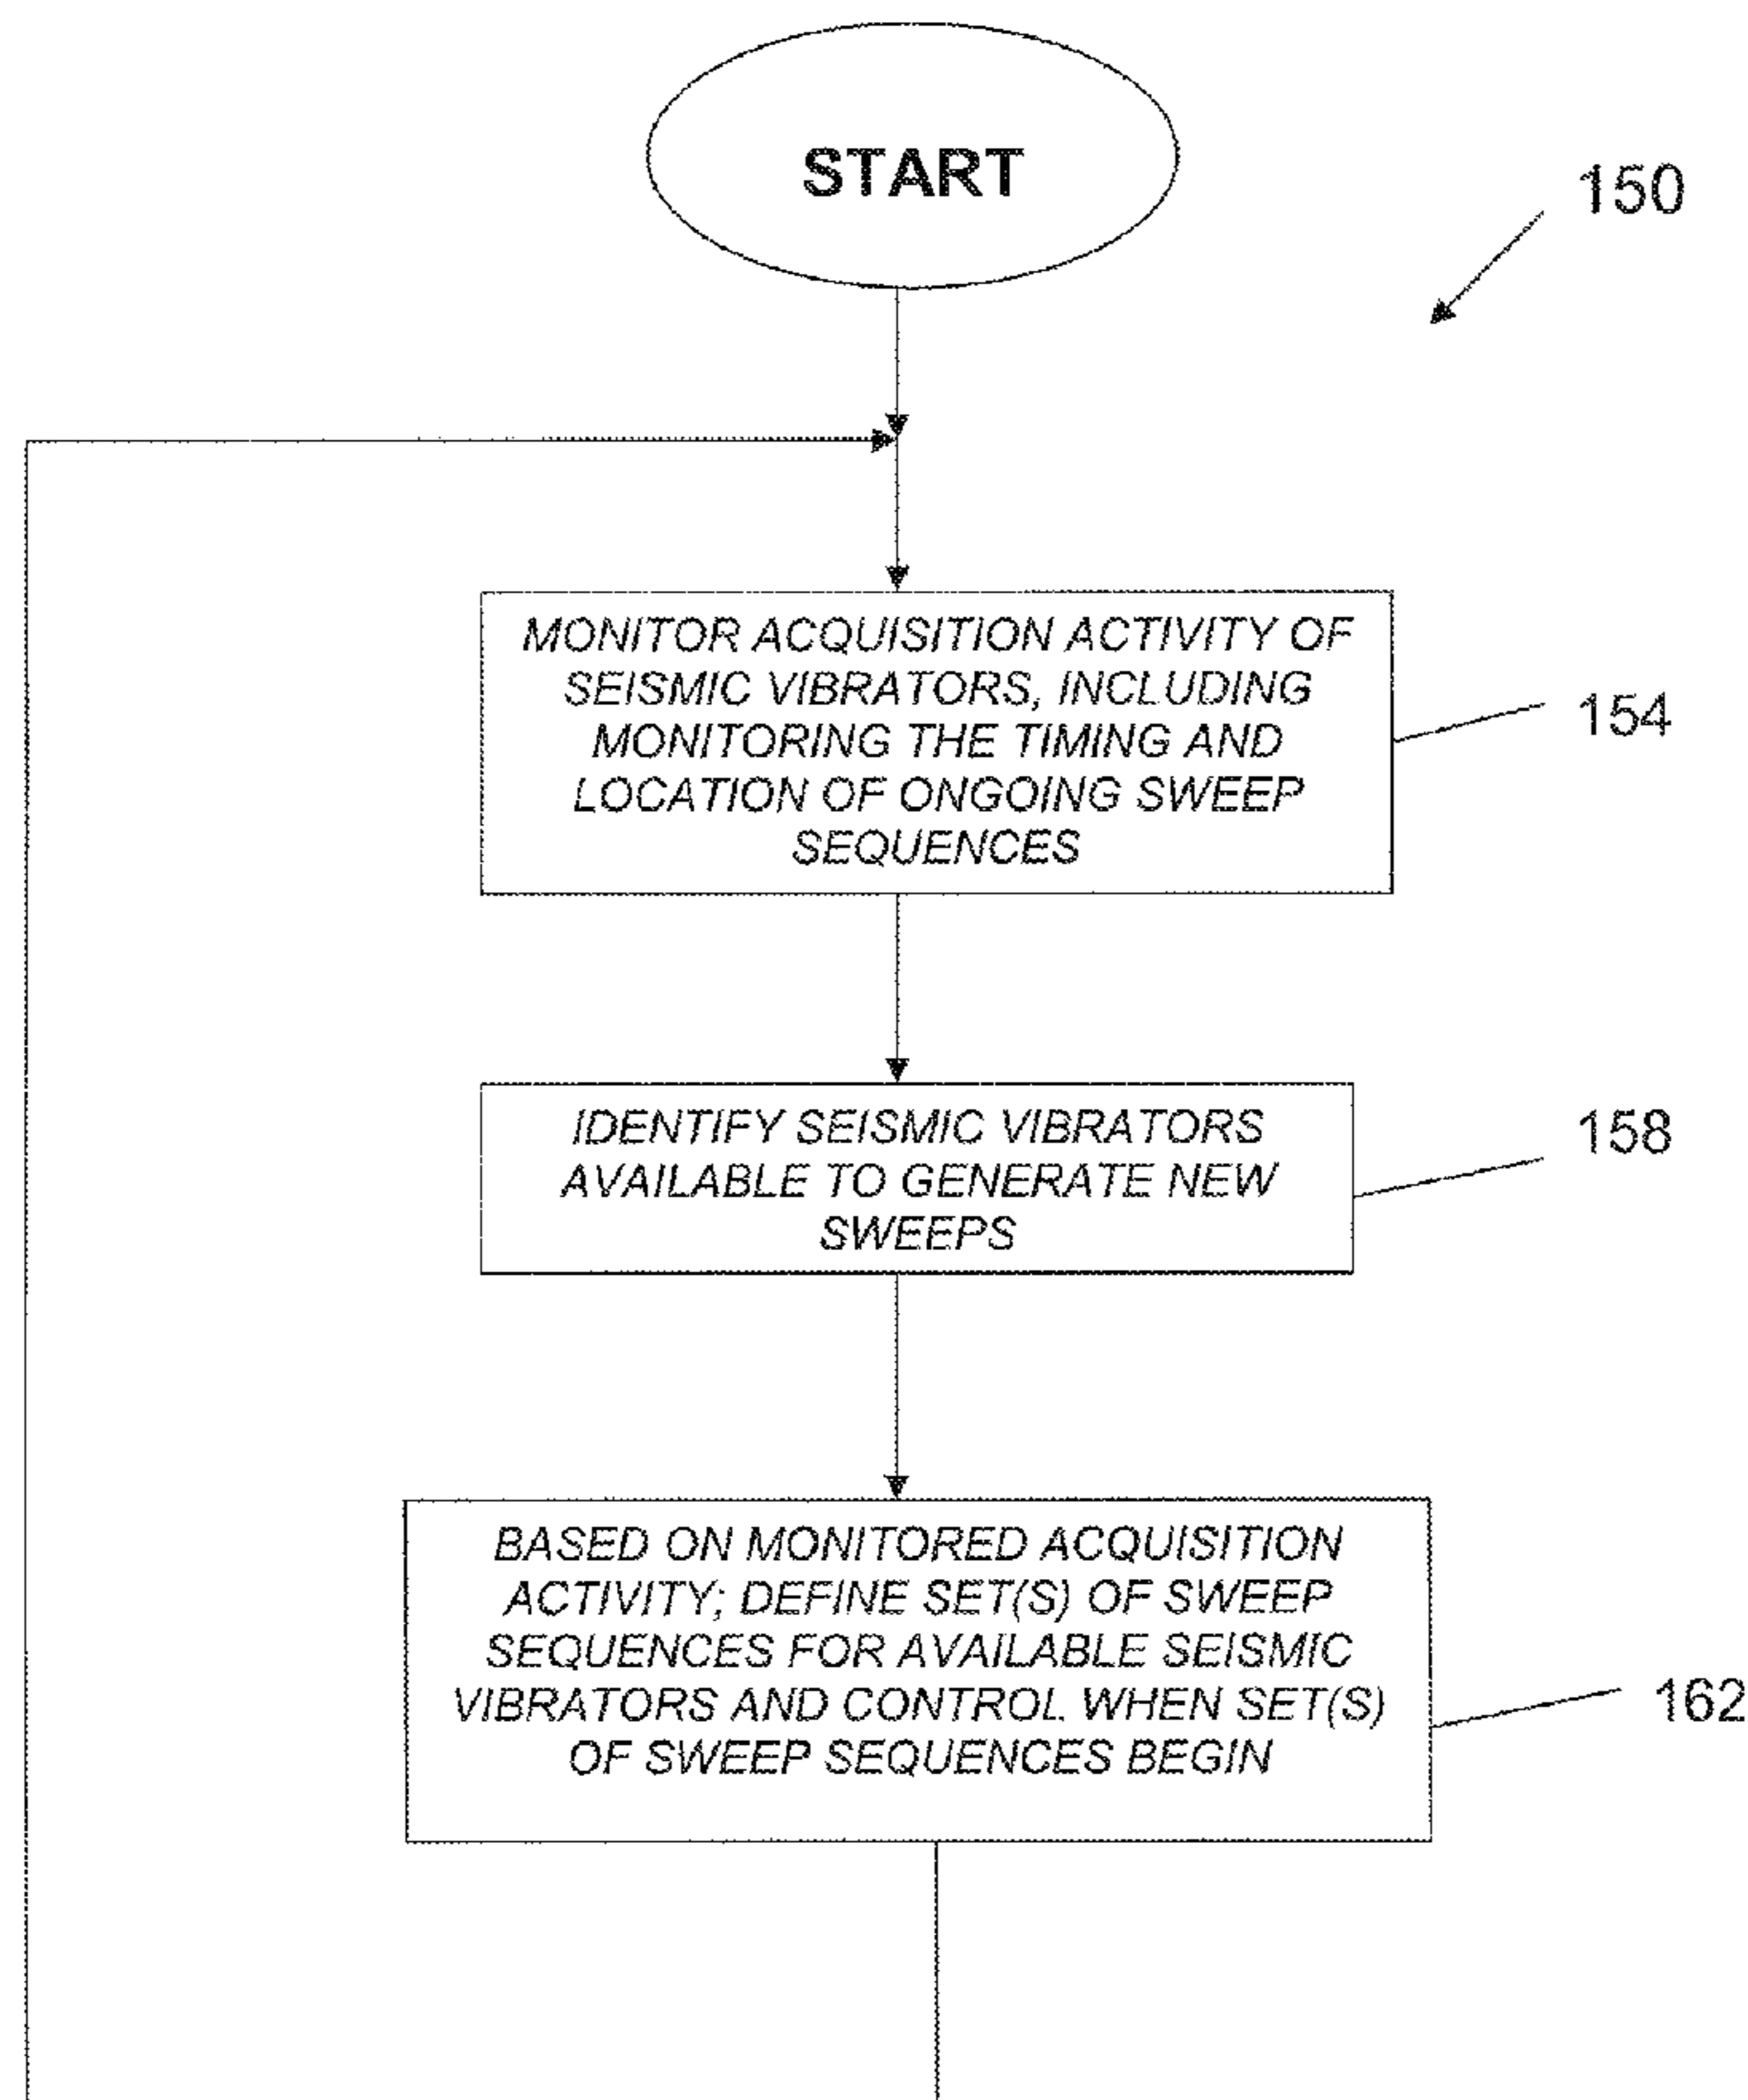 START
150
MONITOR ACQUISITION ACTIVITY OF
SEISMIC VIBRATORS, INCLUDING
MONITORING THE TIMING AND
LOCATION OF ONGOING SWEEP
SEQUENCES
154
IDENTIFY SEISMIC VIBRATORS
AVAILABLE TO GENERATE NEW
SWEEPS
158
BASED ON MONITORED ACQUISITION
ACTIVITY; DEFINE SET(S) OF SWEEP
SEQUENCES FOR AVAILABLE SEISMIC
VIBRATORS AND CONTROL WHEN SET(S)
OF SWEEP SEQUENCES BEGIN
162